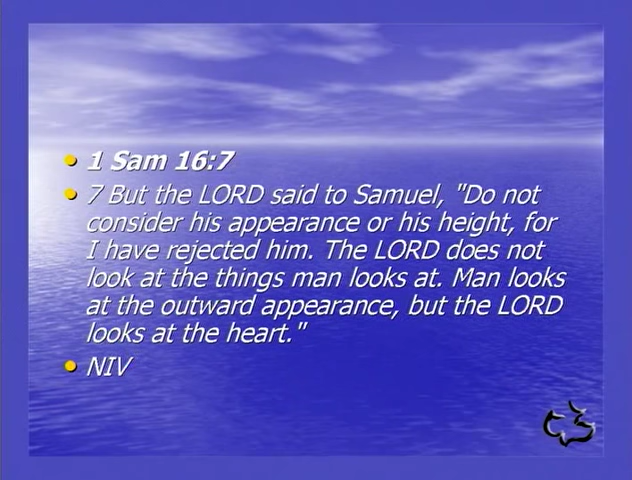 1 Sam 16:7
7 But the LORD said to Samuel, "Do not
consider his appearance or his height, for
I have rejected him. The LORD does not
look at the things man looks at. Man looks
at the outward appearance, but the LORD
looks at the heart."
NIV